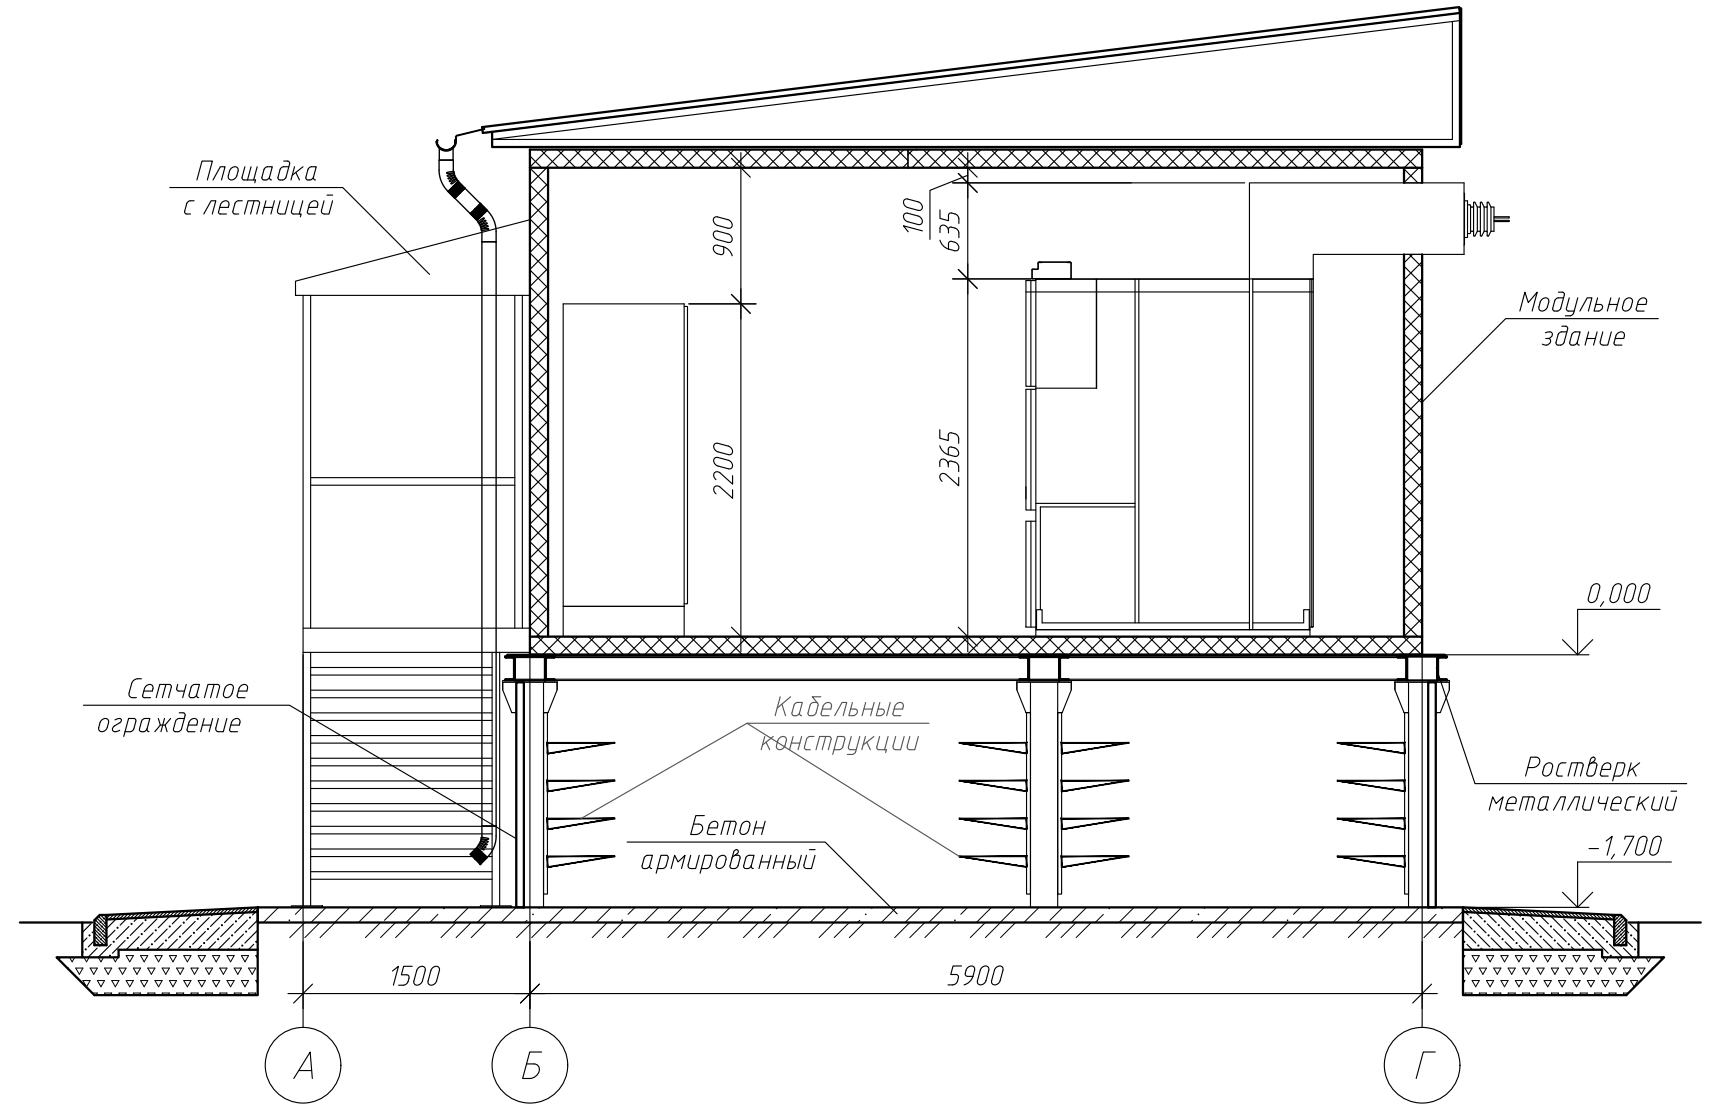 Площадка
с лестницей
900
100
635
2200
2365
Модульное
здание
0,000
Сетчатое
ограждение
Кабельные
конструкции
Ростверк
металлический
Бетон
армированный
-1,700
1500
5900
А
Б
Г